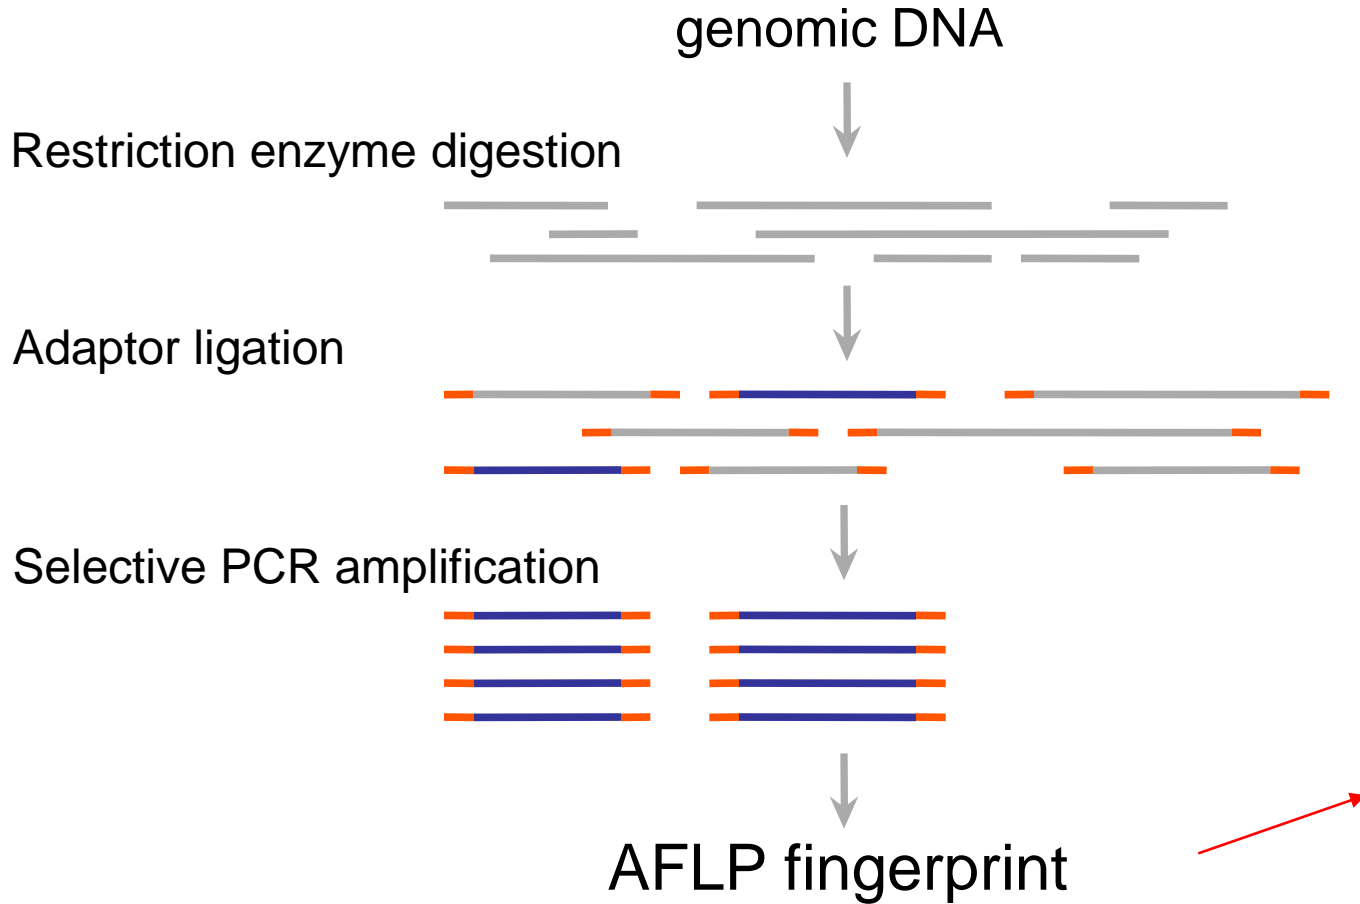 genomic DNA
Restriction enzyme digestion
Adaptor ligation
Selective PCR amplification
AFLP fingerprint